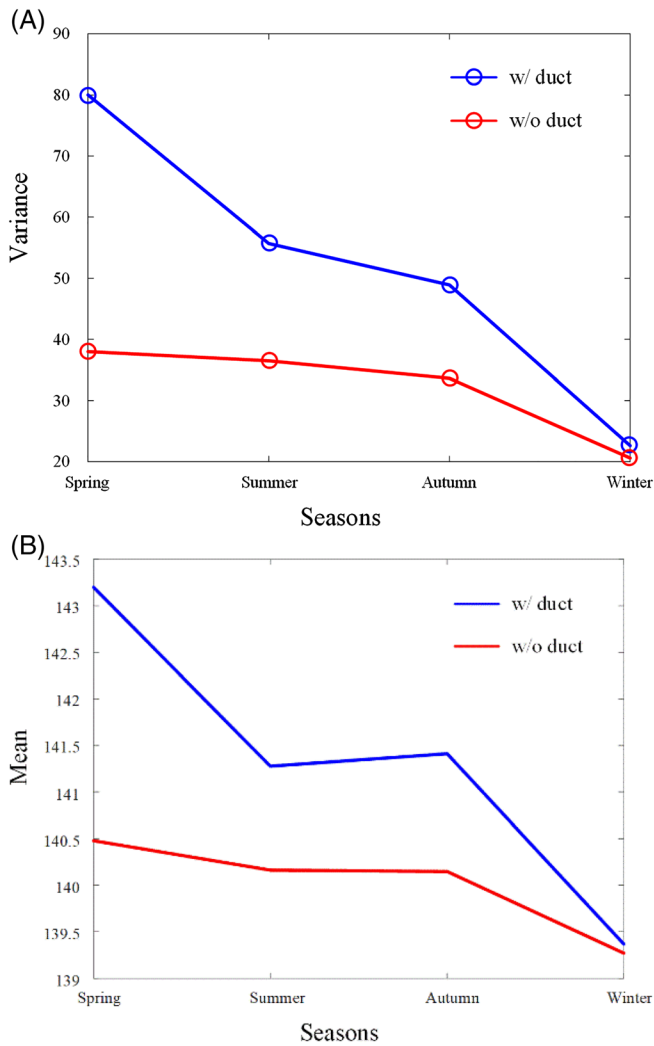 (A)
90
80
70
60
50
40
30
20
Variance
w/ duct
w/o duct
Spring Summer Autumn Winter
Seasons
(B)
143.5
143
142.5
142
141.5
141
140.5
140
139.5
139
Mean
w/ duct
w/o duct
Spring Summer Autumn Winter
Seasons